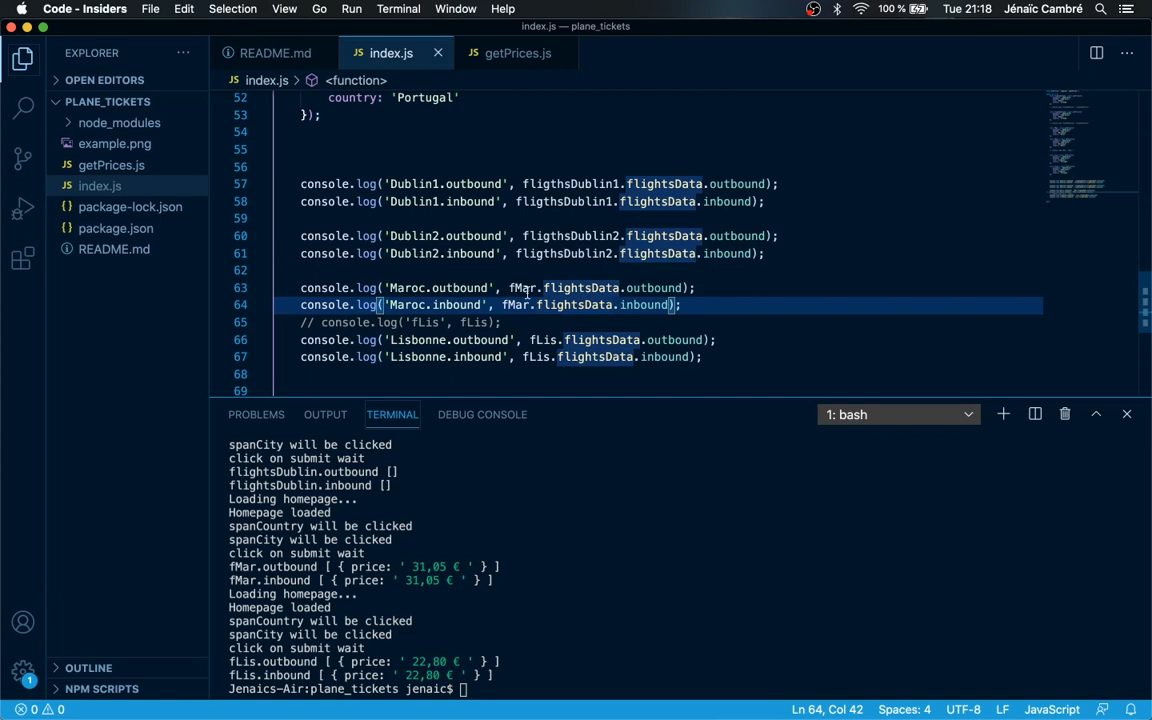 Code - Insiders File Edit Selection View Go Run Terminal Window Help 100 % Tue 21:18 Jénaïc Cambré
index.js — plane_tickets
EXPLORER
README.md
JS index.js
JS getPrices.js
JS index.js > <function>
OPEN EDITORS
PLANE_TICKETS
node_modules
example.png
JS getPrices.js
JS index.js
{} package-lock.json
{} package.json
README.md
OUTLINE
NPM SCRIPTS
1
52 country: 'Portugal'
53 });
54
55
56
57 console.log('Dublin1.outbound', fligthsDublin1.flightsData.outbound);
58 console.log('Dublin1.inbound', fligthsDublin1.flightsData.inbound);
59
60 console.log('Dublin2.outbound', fligthsDublin2.flightsData.outbound);
61 console.log('Dublin2.inbound', fligthsDublin2.flightsData.inbound);
62
63 console.log('Maroc.outbound', fMar.flightsData.outbound);
64 console.log('Maroc.inbound', fMar.flightsData.inbound);
65 // console.log('fLis', fLis);
66 console.log('Lisbonne.outbound', fLis.flightsData.outbound);
67 console.log('Lisbonne.inbound', fLis.flightsData.inbound);
68
69
PROBLEMS OUTPUT TERMINAL DEBUG CONSOLE 1: bash
spanCity will be clicked
click on submit wait
flightsDublin.outbound []
flightsDublin.inbound []
Loading homepage...
Homepage loaded
spanCountry will be clicked
spanCity will be clicked
click on submit wait
fMar.outbound [ { price: ' 31,05 € ' } ]
fMar.inbound [ { price: ' 31,05 € ' } ]
Loading homepage...
Homepage loaded
spanCountry will be clicked
spanCity will be clicked
click on submit wait
fLis.outbound [ { price: ' 22,80 € ' } ]
fLis.inbound [ { price: ' 22,80 € ' } ]
Jenaics-Air:plane_tickets jenaic$
0 0 Ln 64, Col 42 Spaces: 4 UTF-8 LF JavaScript